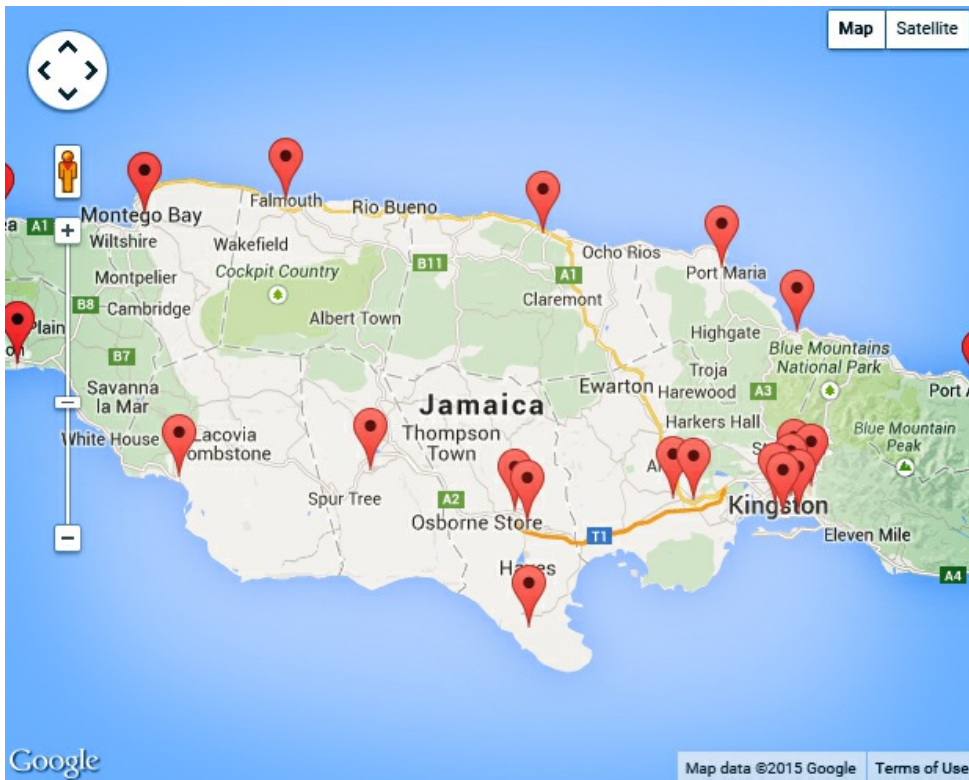 Map
Satellite
Falmouth
Rio Bueno
Montego Bay
A1
Wiltshire
Wakefield
B11
Ocho Rios
Port Maria
Montpelier
Cockpit Country
A1
Claremont
B8
Cambridge
Albert Town
Highgate
Plain
Blue Mountains
National Park
B7
Troja
Ewarton
Harewood
A3
Savanna
la Mar
Jamaica
Port A
White House
Lacovia
Tombstone
Thompson
Town
Harkers Hall
Blue Mountain
Peak
Spur Tree
A2
Osborne Store
Kingston
T1
Eleven Mile
Hayes
A4
Google
Map data ©2015 Google
Terms of Use